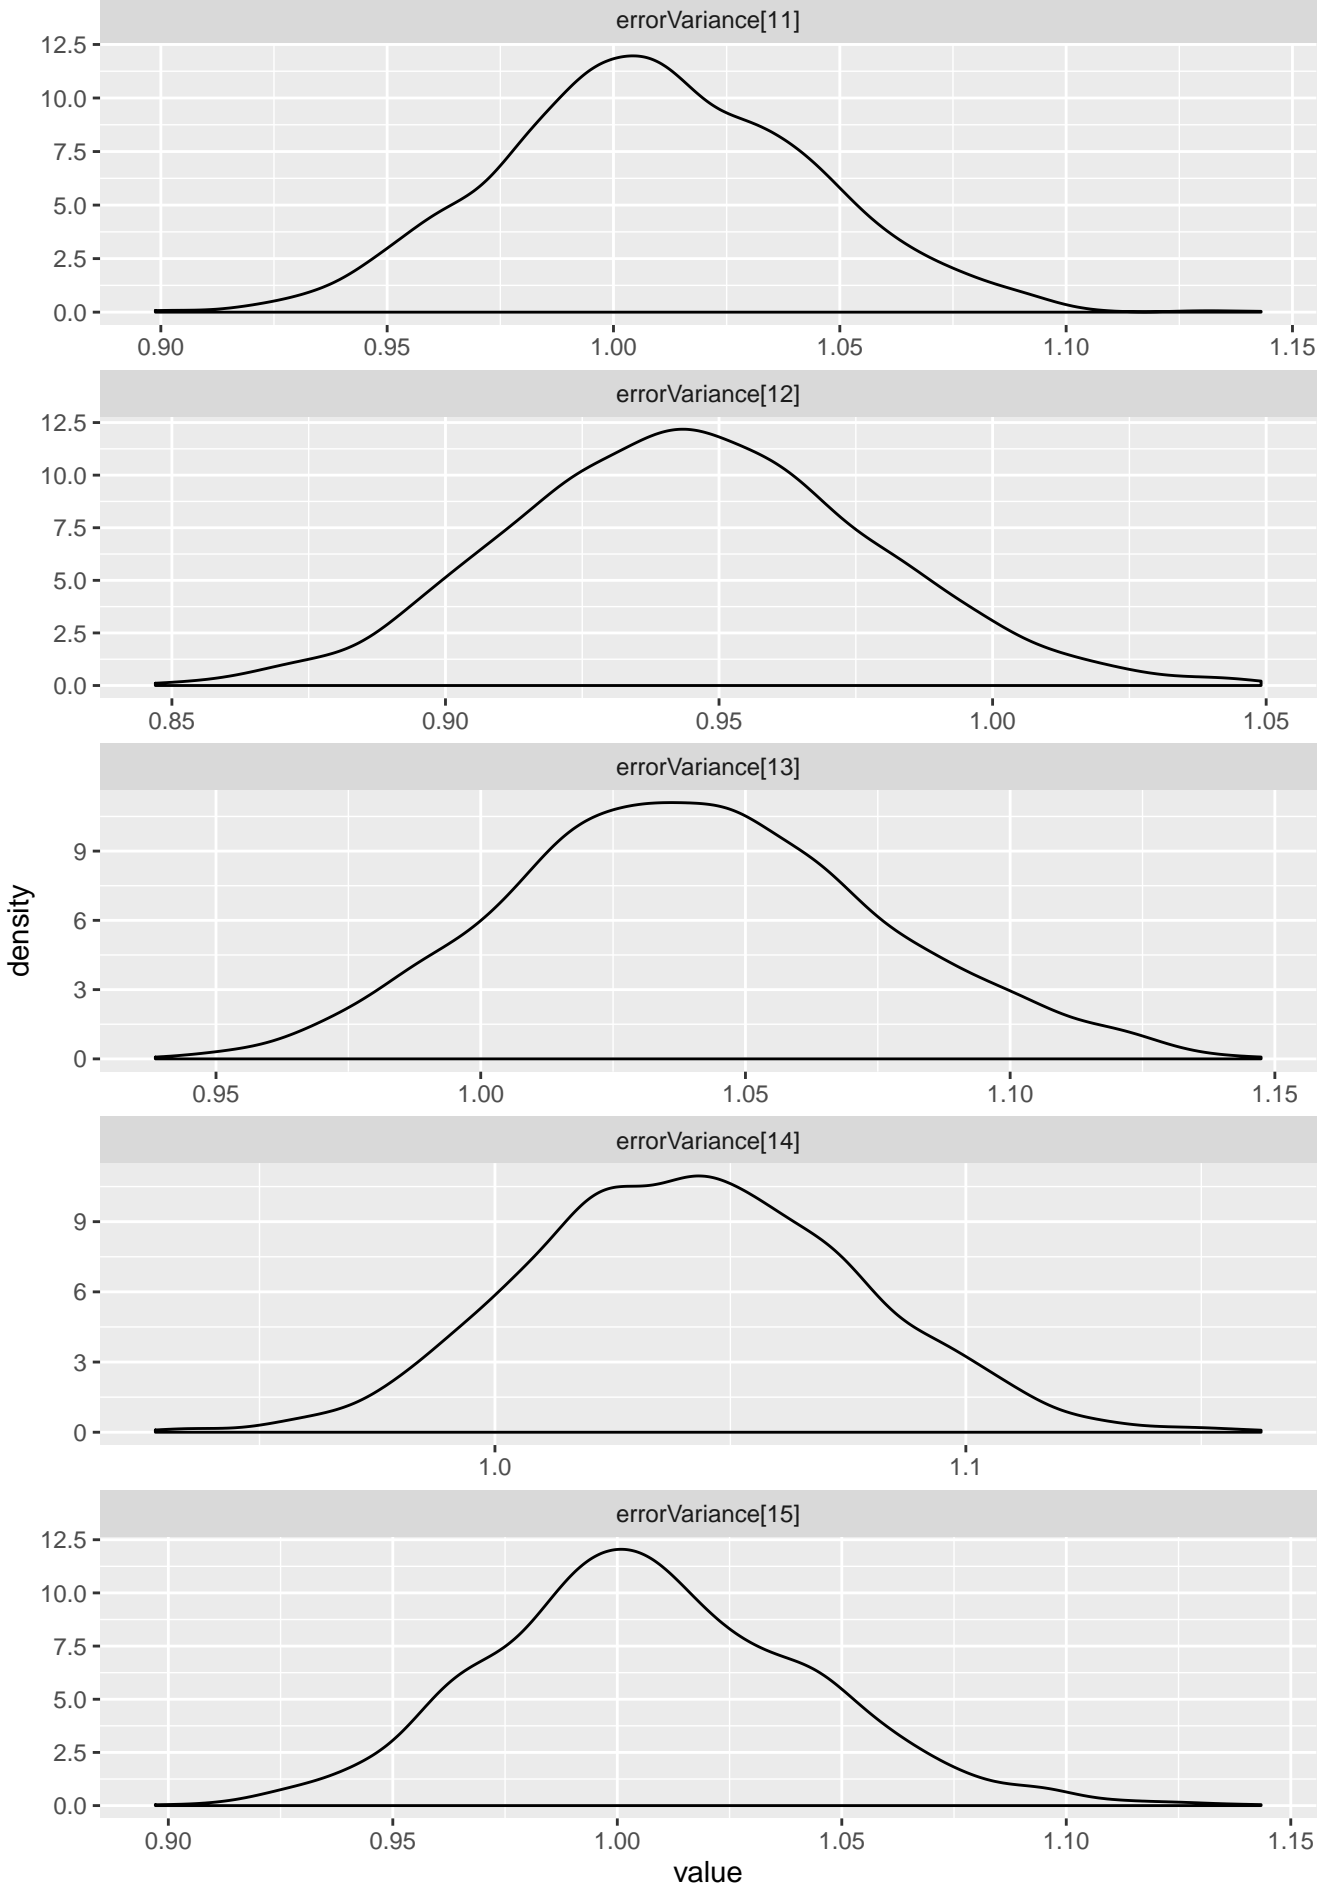 errorVariance[11]
12.5
10.0
7.5
5.0
2.5
0.0
0.90 0.95 1.00 1.05 1.10 1.15
errorVariance[12]
12.5
10.0
7.5
5.0
2.5
0.0
0.85 0.90 0.95 1.00 1.05
errorVariance[13]
9
6
3
0
0.95 1.00 1.05 1.10 1.15
density
errorVariance[14]
9
6
3
0
1.0 1.1
errorVariance[15]
12.5
10.0
7.5
5.0
2.5
0.0
0.90 0.95 1.00 1.05 1.10 1.15
value